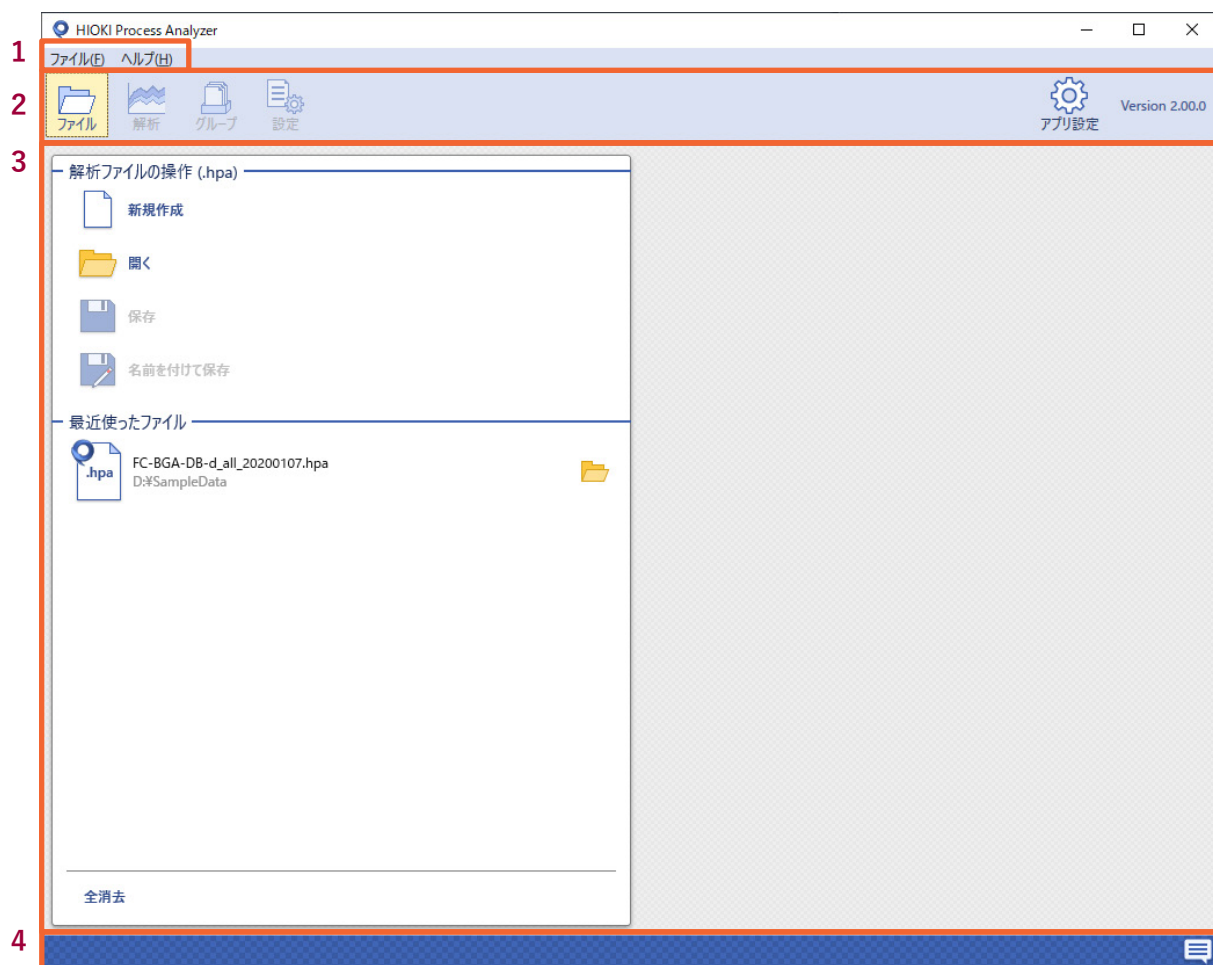 HIOKI Process Analyzer
1
ファイル(F) ヘルプ(H)
2
ファイル 解析 グループ 設定 アプリ設定 Version 2.00.0
3
解析ファイルの操作 (.hpa)
新規作成
開く
保存
名前を付けて保存
最近使ったファイル
.hpa
FC-BGA-DB-d_all_20200107.hpa
D:¥SampleData
全消去
4